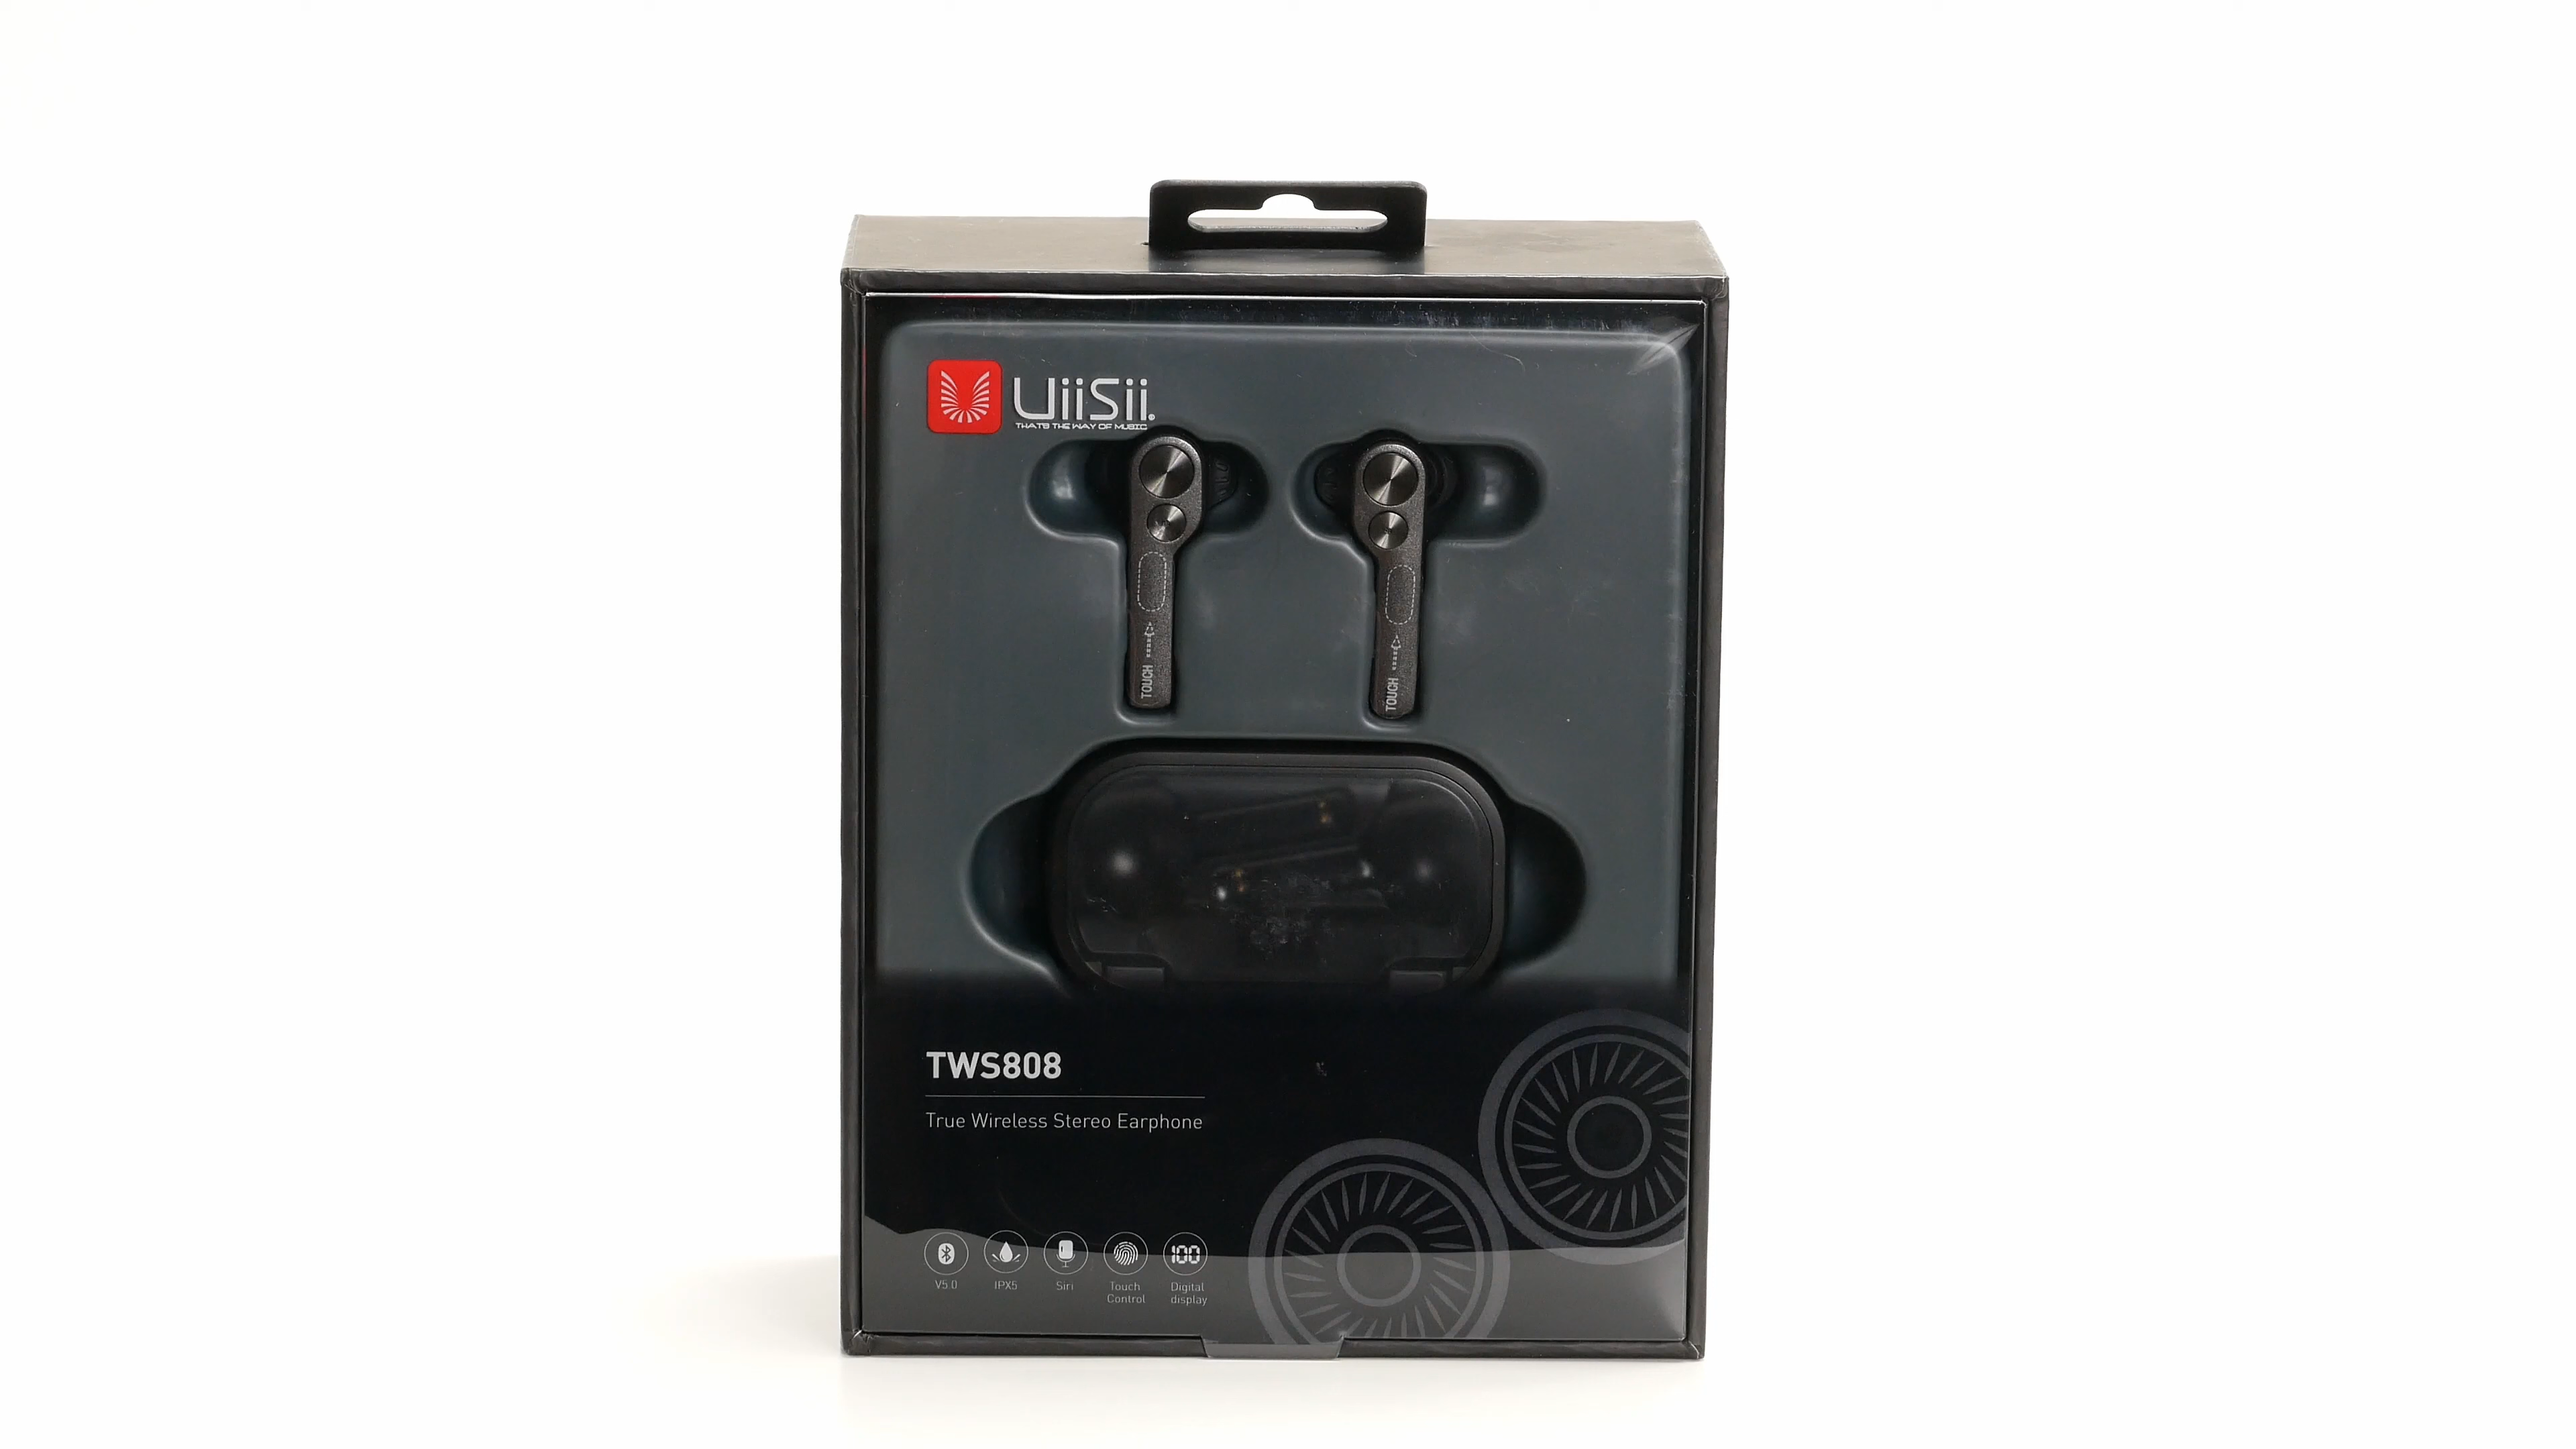 UiiSii
THATS THE WAY OF MUSIC
TOUCH
TOUCH
TWS808
True Wireless Stereo Earphone
V5.0
IPX5
Siri
Touch
Control
100
Digital
display